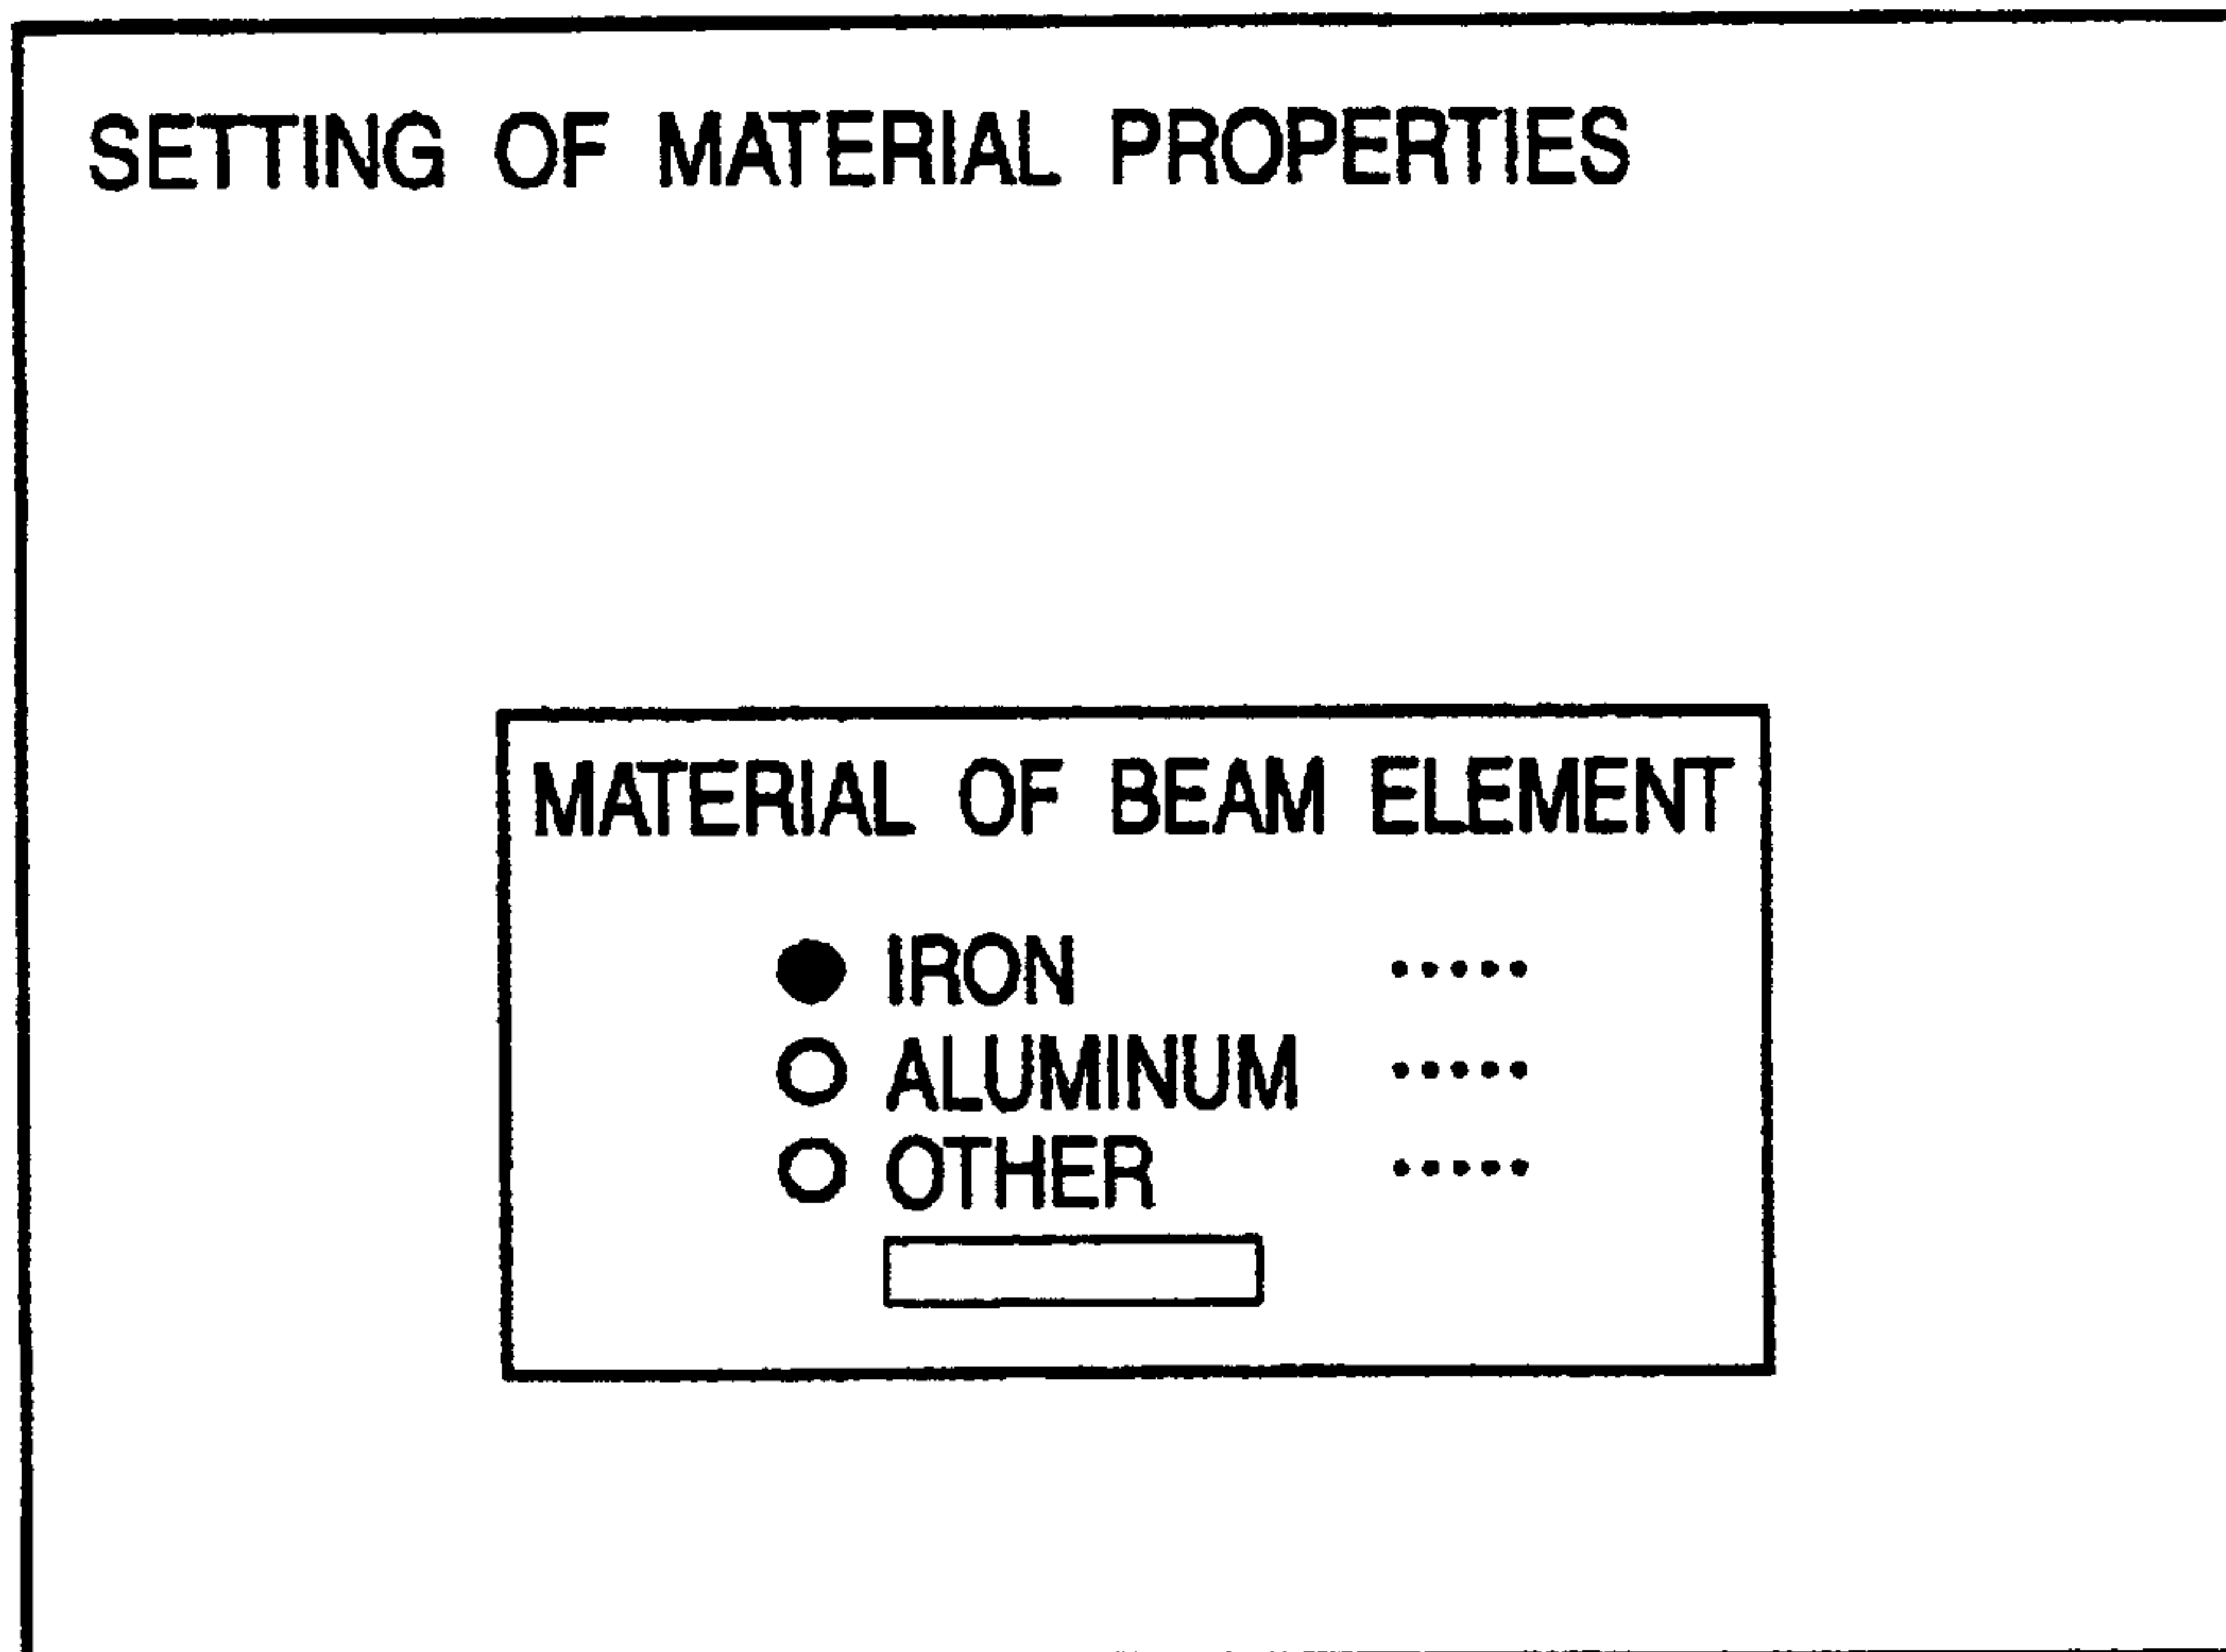 SETTING OF MATERIAL PROPERTIES
MATERIAL OF BEAM ELEMENT
● IRON .....
○ ALUMINUM .....
○ OTHER .....